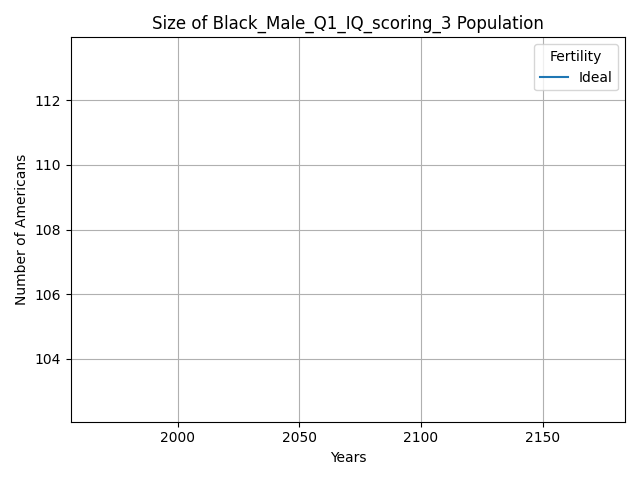 Size of Black_Male_Q1_IQ_scoring_3 Population
Fertility
Ideal
112
110
108
106
104
Number of Americans
2000
2050
2100
2150
Years